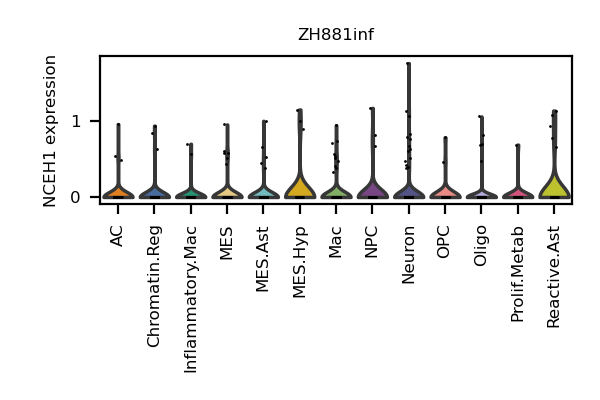 ZH881inf
NCEH1 expression
1
0
AC
Chromatin.Reg
Inflammatory.Mac
MES
MES.Ast
MES.Hyp
Mac
NPC
Neuron
OPC
Oligo
Prolif.Metab
Reactive.Ast